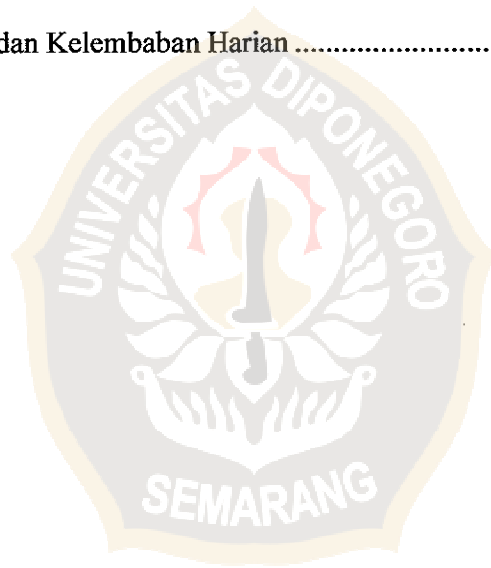 dan Kelembaban Harian ..........................
UNIVERSITAS DIPONEGORO
SEMARANG